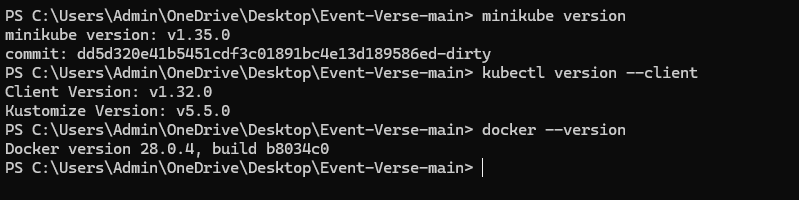 PS C:\Users\Admin\OneDrive\Desktop\Event-Verse-main> minikube version
minikube version: v1.35.0
commit: dd5d320e41b5451cdf3c01891bc4e13d189586ed-dirty
PS C:\Users\Admin\OneDrive\Desktop\Event-Verse-main> kubectl version --client
Client Version: v1.32.0
Kustomize Version: v5.5.0
PS C:\Users\Admin\OneDrive\Desktop\Event-Verse-main> docker --version
Docker version 28.0.4, build b8034c0
PS C:\Users\Admin\OneDrive\Desktop\Event-Verse-main>